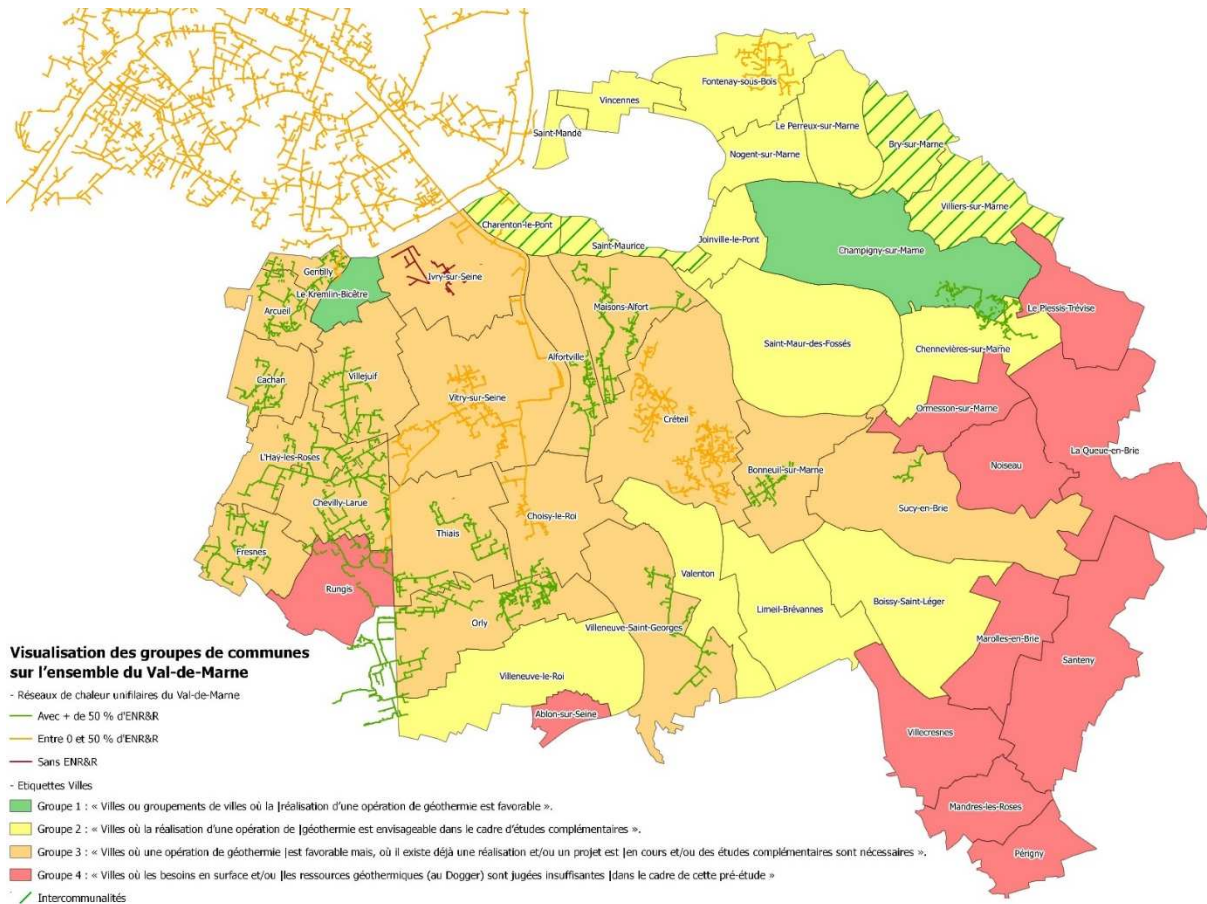 Fontenay-sous-Bois
Vincennes
Saint-Mandé
Le Perreux-sur-Marne
Nogent-sur-Marne
Bry-sur-Marne
Villiers-sur-Marne
Charenton-le-Pont
Saint-Maurice
Joinville-le-Pont
Champigny-sur-Marne
Gentilly
Le Kremlin-Bicêtre
Ivry-sur-Seine
Arcueil
Maisons-Alfort
Le Plessis-Trévise
Saint-Maur-des-Fossés
Chennevières-sur-Marne
Alfortville
Cachan
Villejuif
Vitry-sur-Seine
Créteil
Ormesson-sur-Marne
La Queue-en-Brie
L'Haÿ-les-Roses
Bonneuil-sur-Marne
Noiseau
Chevilly-Larue
Sucy-en-Brie
Choisy-le-Roi
Thiais
Fresnes
Rungis
Valenton
Limeil-Brévannes
Boissy-Saint-Léger
Orly
Villeneuve-Saint-Georges
Marolles-en-Brie
Santeny
Villeneuve-le-Roi
Ablon-sur-Seine
Villecresnes
Mandres-les-Roses
Périgny
Visualisation des groupes de communes
sur l'ensemble du Val-de-Marne
- Réseaux de chaleur unifilaires du Val-de-Marne
Avec + de 50 % d'ENR&R
Entre 0 et 50 % d'ENR&R
Sans ENR&R
- Etiquettes Villes
Groupe 1 : « Villes ou groupements de villes où la |réalisation d'une opération de géothermie est favorable ».
Groupe 2 : « Villes où la réalisation d'une opération de |géothermie est envisageable dans le cadre d'études complémentaires ».
Groupe 3 : « Villes où une opération de géothermie |est favorable mais, où il existe déjà une réalisation et/ou un projet est |en cours et/ou des études complémentaires sont nécessaires ».
Groupe 4 : « Villes où les besoins en surface et/ou |les ressources géothermiques (au Dogger) sont jugées insuffisantes |dans le cadre de cette pré-étude »
Intercommunalités